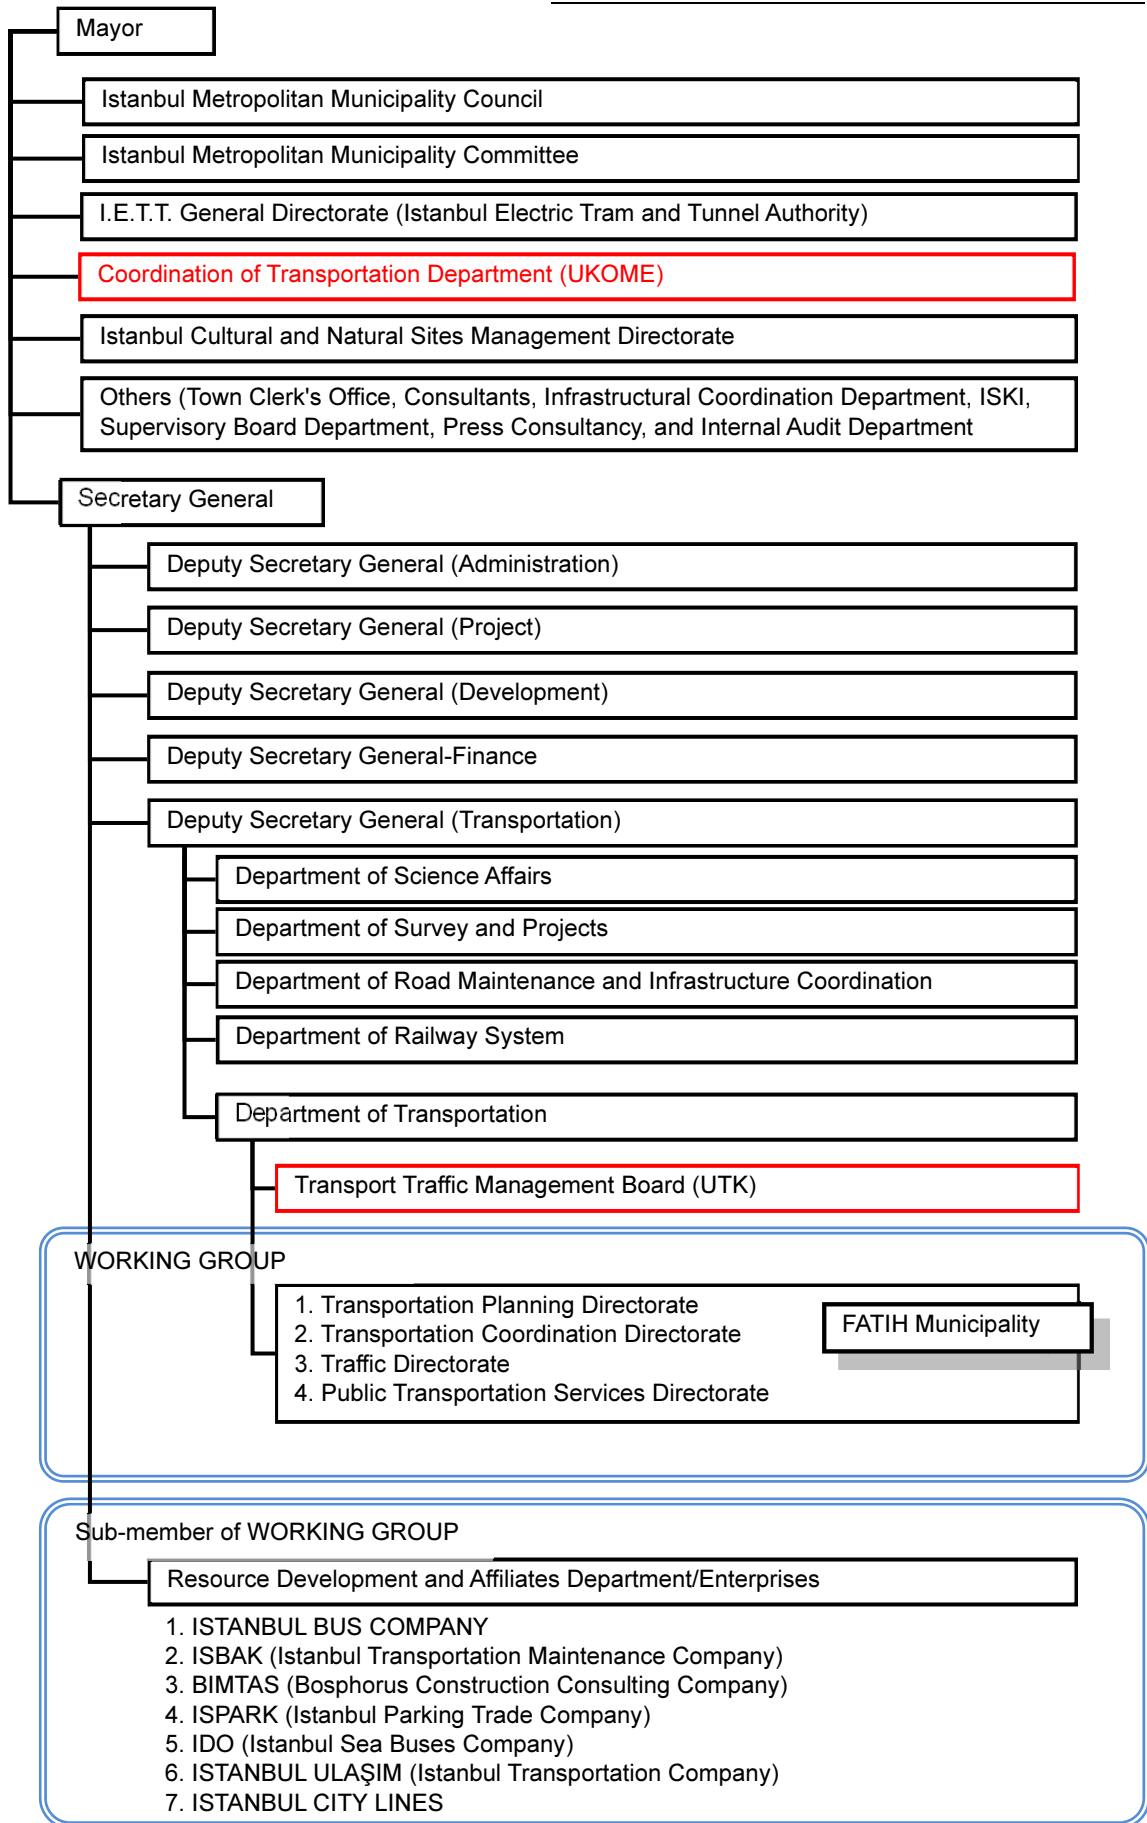 Mayor
Istanbul Metropolitan Municipality Council
Istanbul Metropolitan Municipality Committee
I.E.T.T. General Directorate (Istanbul Electric Tram and Tunnel Authority)
Coordination of Transportation Department (UKOME)
Istanbul Cultural and Natural Sites Management Directorate
Others (Town Clerk's Office, Consultants, Infrastructural Coordination Department, ISKI,
Supervisory Board Department, Press Consultancy, and Internal Audit Department
Secretary General
Deputy Secretary General (Administration)
Deputy Secretary General (Project)
Deputy Secretary General (Development)
Deputy Secretary General-Finance
Deputy Secretary General (Transportation)
Department of Science Affairs
Department of Survey and Projects
Department of Road Maintenance and Infrastructure Coordination
Department of Railway System
Department of Transportation
Transport Traffic Management Board (UTK)
WORKING GROUP
1. Transportation Planning Directorate
2. Transportation Coordination Directorate
3. Traffic Directorate
4. Public Transportation Services Directorate
FATIH Municipality
Sub-member of WORKING GROUP
Resource Development and Affiliates Department/Enterprises
1. ISTANBUL BUS COMPANY
2. ISBAK (Istanbul Transportation Maintenance Company)
3. BIMTAS (Bosphorus Construction Consulting Company)
4. ISPARK (Istanbul Parking Trade Company)
5. IDO (Istanbul Sea Buses Company)
6. ISTANBUL ULAŞIM (Istanbul Transportation Company)
7. ISTANBUL CITY LINES